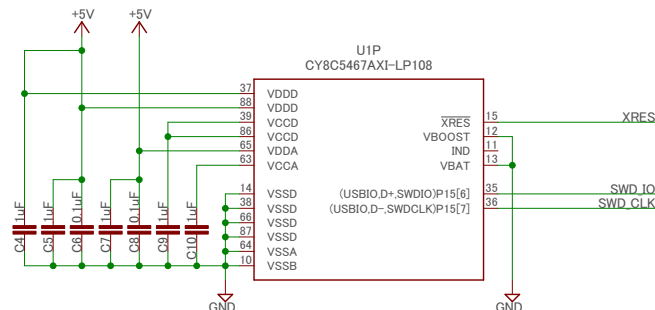 +5V
+5V
U1P
CY8C5467AXI-LP108
37 VDDD
88 VDDD
39 VCCD
86 VCCD
65 VDDA
63 VCCA
14 VSSD
38 VSSD
66 VSSD
87 VSSD
64 VSSA
10 VSSB
XRES 15 XRES
VBOOST 12
IND 11
VBAT 13
(USBIO,D+,SWDIO)P15[6] 35 SWD_IO
(USBIO,D-,SWDCLK)P15[7] 36 SWD_CLK
C4 1uF
C5 1uF
C6 0.1uF
C7 1uF
C8 0.1uF
C9 1uF
C10 1uF
GND
GND